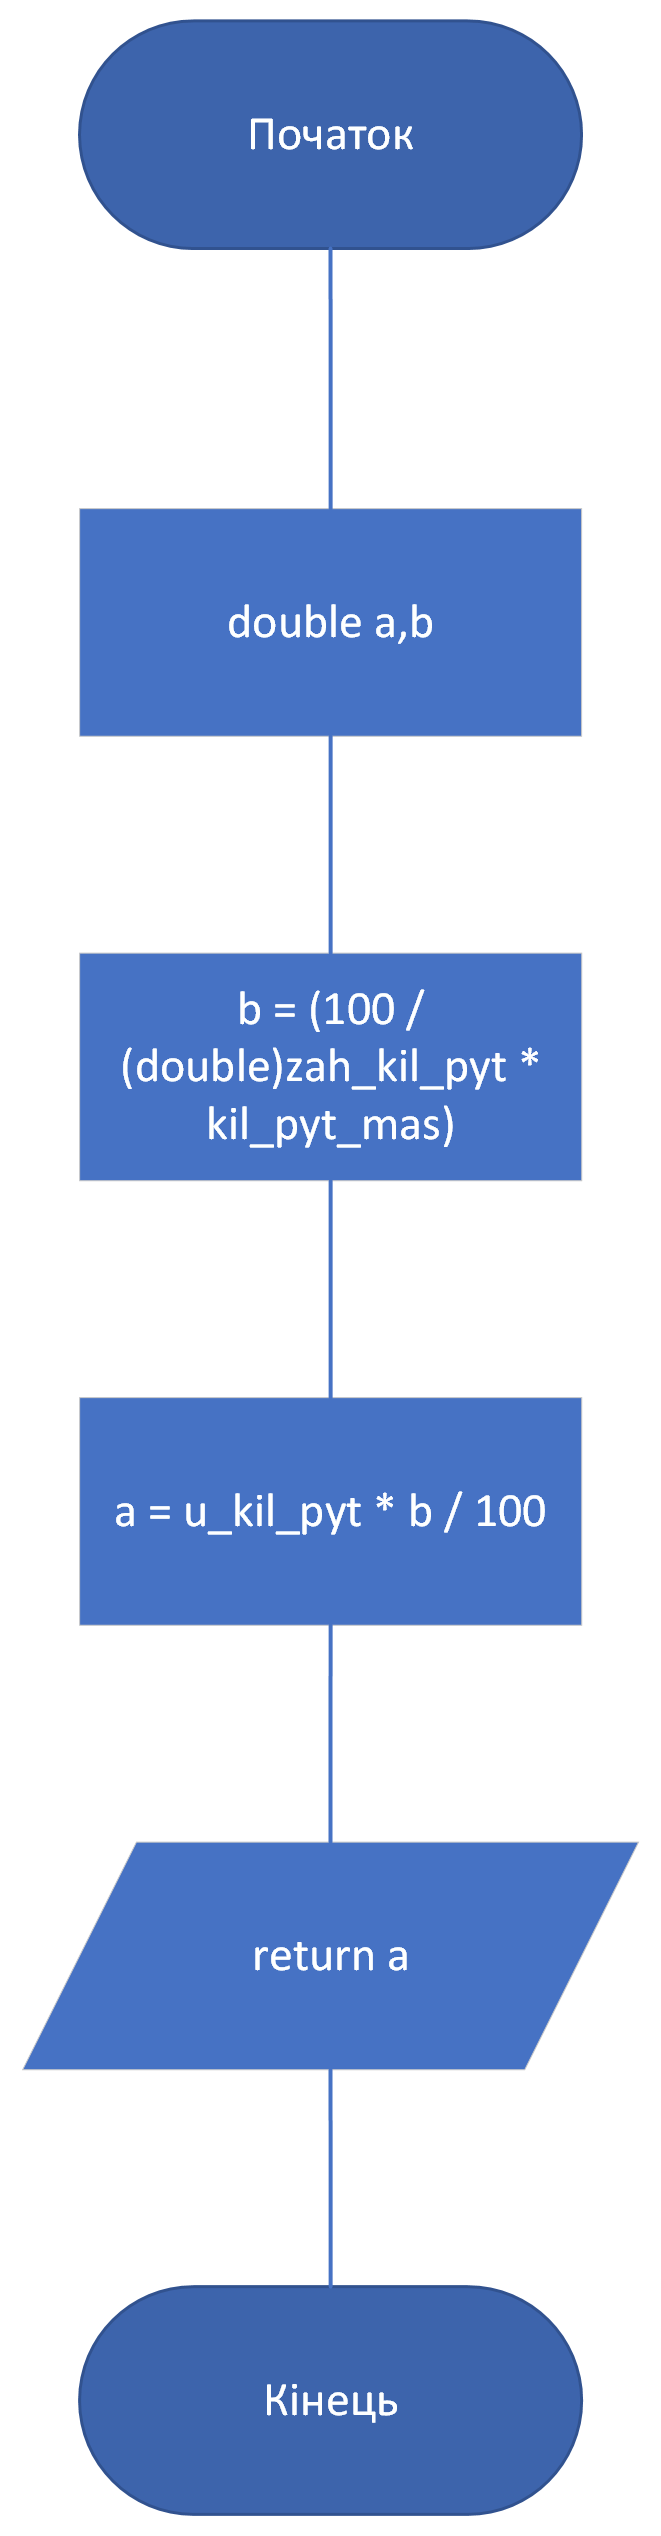 Початок
double a,b
b = (100 /
(double)zah_kil_pyt *
kil_pyt_mas)
a = u_kil_pyt * b / 100
return a
Кінець